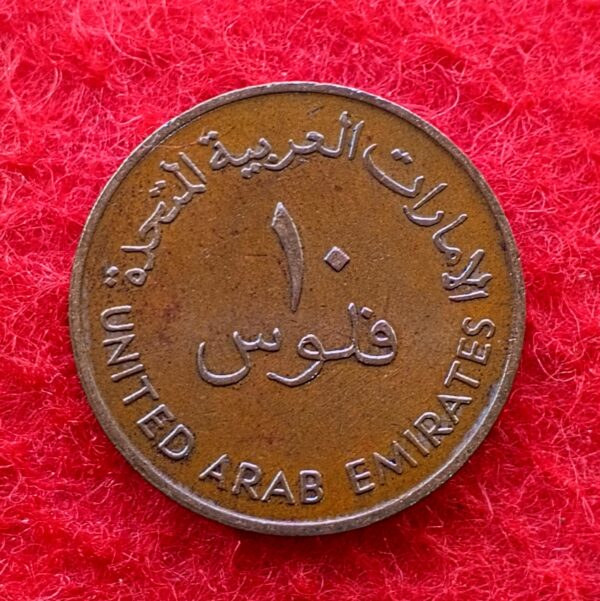 الإمارات العربية المتحدة
١٠
فلوس
UNITED ARAB EMIRATES